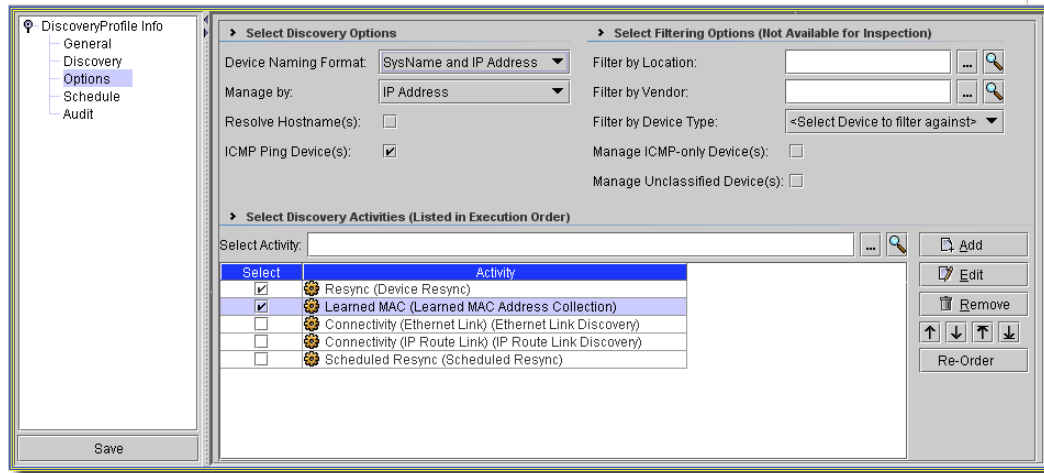 DiscoveryProfile Info
General
Discovery
Options
Schedule
Audit
Save
Select Discovery Options
Device Naming Format: SysName and IP Address
Manage by: IP Address
Resolve Hostname(s):
ICMP Ping Device(s):
Select Filtering Options (Not Available for Inspection)
Filter by Location: ...
Filter by Vendor: ...
Filter by Device Type: <Select Device to filter against>
Manage ICMP-only Device(s):
Manage Unclassified Device(s):
Select Discovery Activities (Listed in Execution Order)
Select Activity: ...
Select Activity
Resync (Device Resync)
Learned MAC (Learned MAC Address Collection)
Connectivity (Ethernet Link) (Ethernet Link Discovery)
Connectivity (IP Route Link) (IP Route Link Discovery)
Scheduled Resync (Scheduled Resync)
Add
Edit
Remove
Re-Order